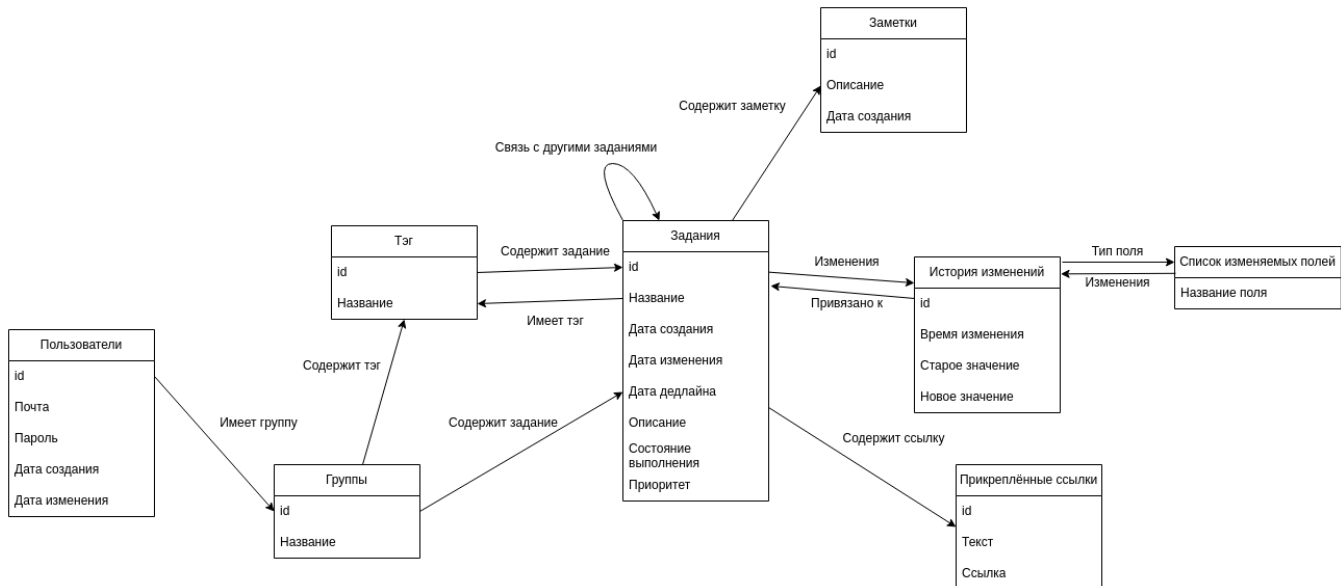 Заметки
id
Описание
Дата создания
Содержит заметку
Связь с другими заданиями
Тэг
id
Название
Содержит задание
Имеет тэг
Задания
id
Название
Дата создания
Дата изменения
Дата дедлайна
Описание
Состояние
выполнения
Приоритет
Изменения
Привязано к
История изменений
id
Время изменения
Старое значение
Новое значение
Тип поля
Изменения
Список изменяемых полей
Название поля
Пользователи
id
Почта
Пароль
Дата создания
Дата изменения
Имеет группу
Содержит тэг
Содержит задание
Группы
id
Название
Содержит ссылку
Прикреплённые ссылки
id
Текст
Ссылка